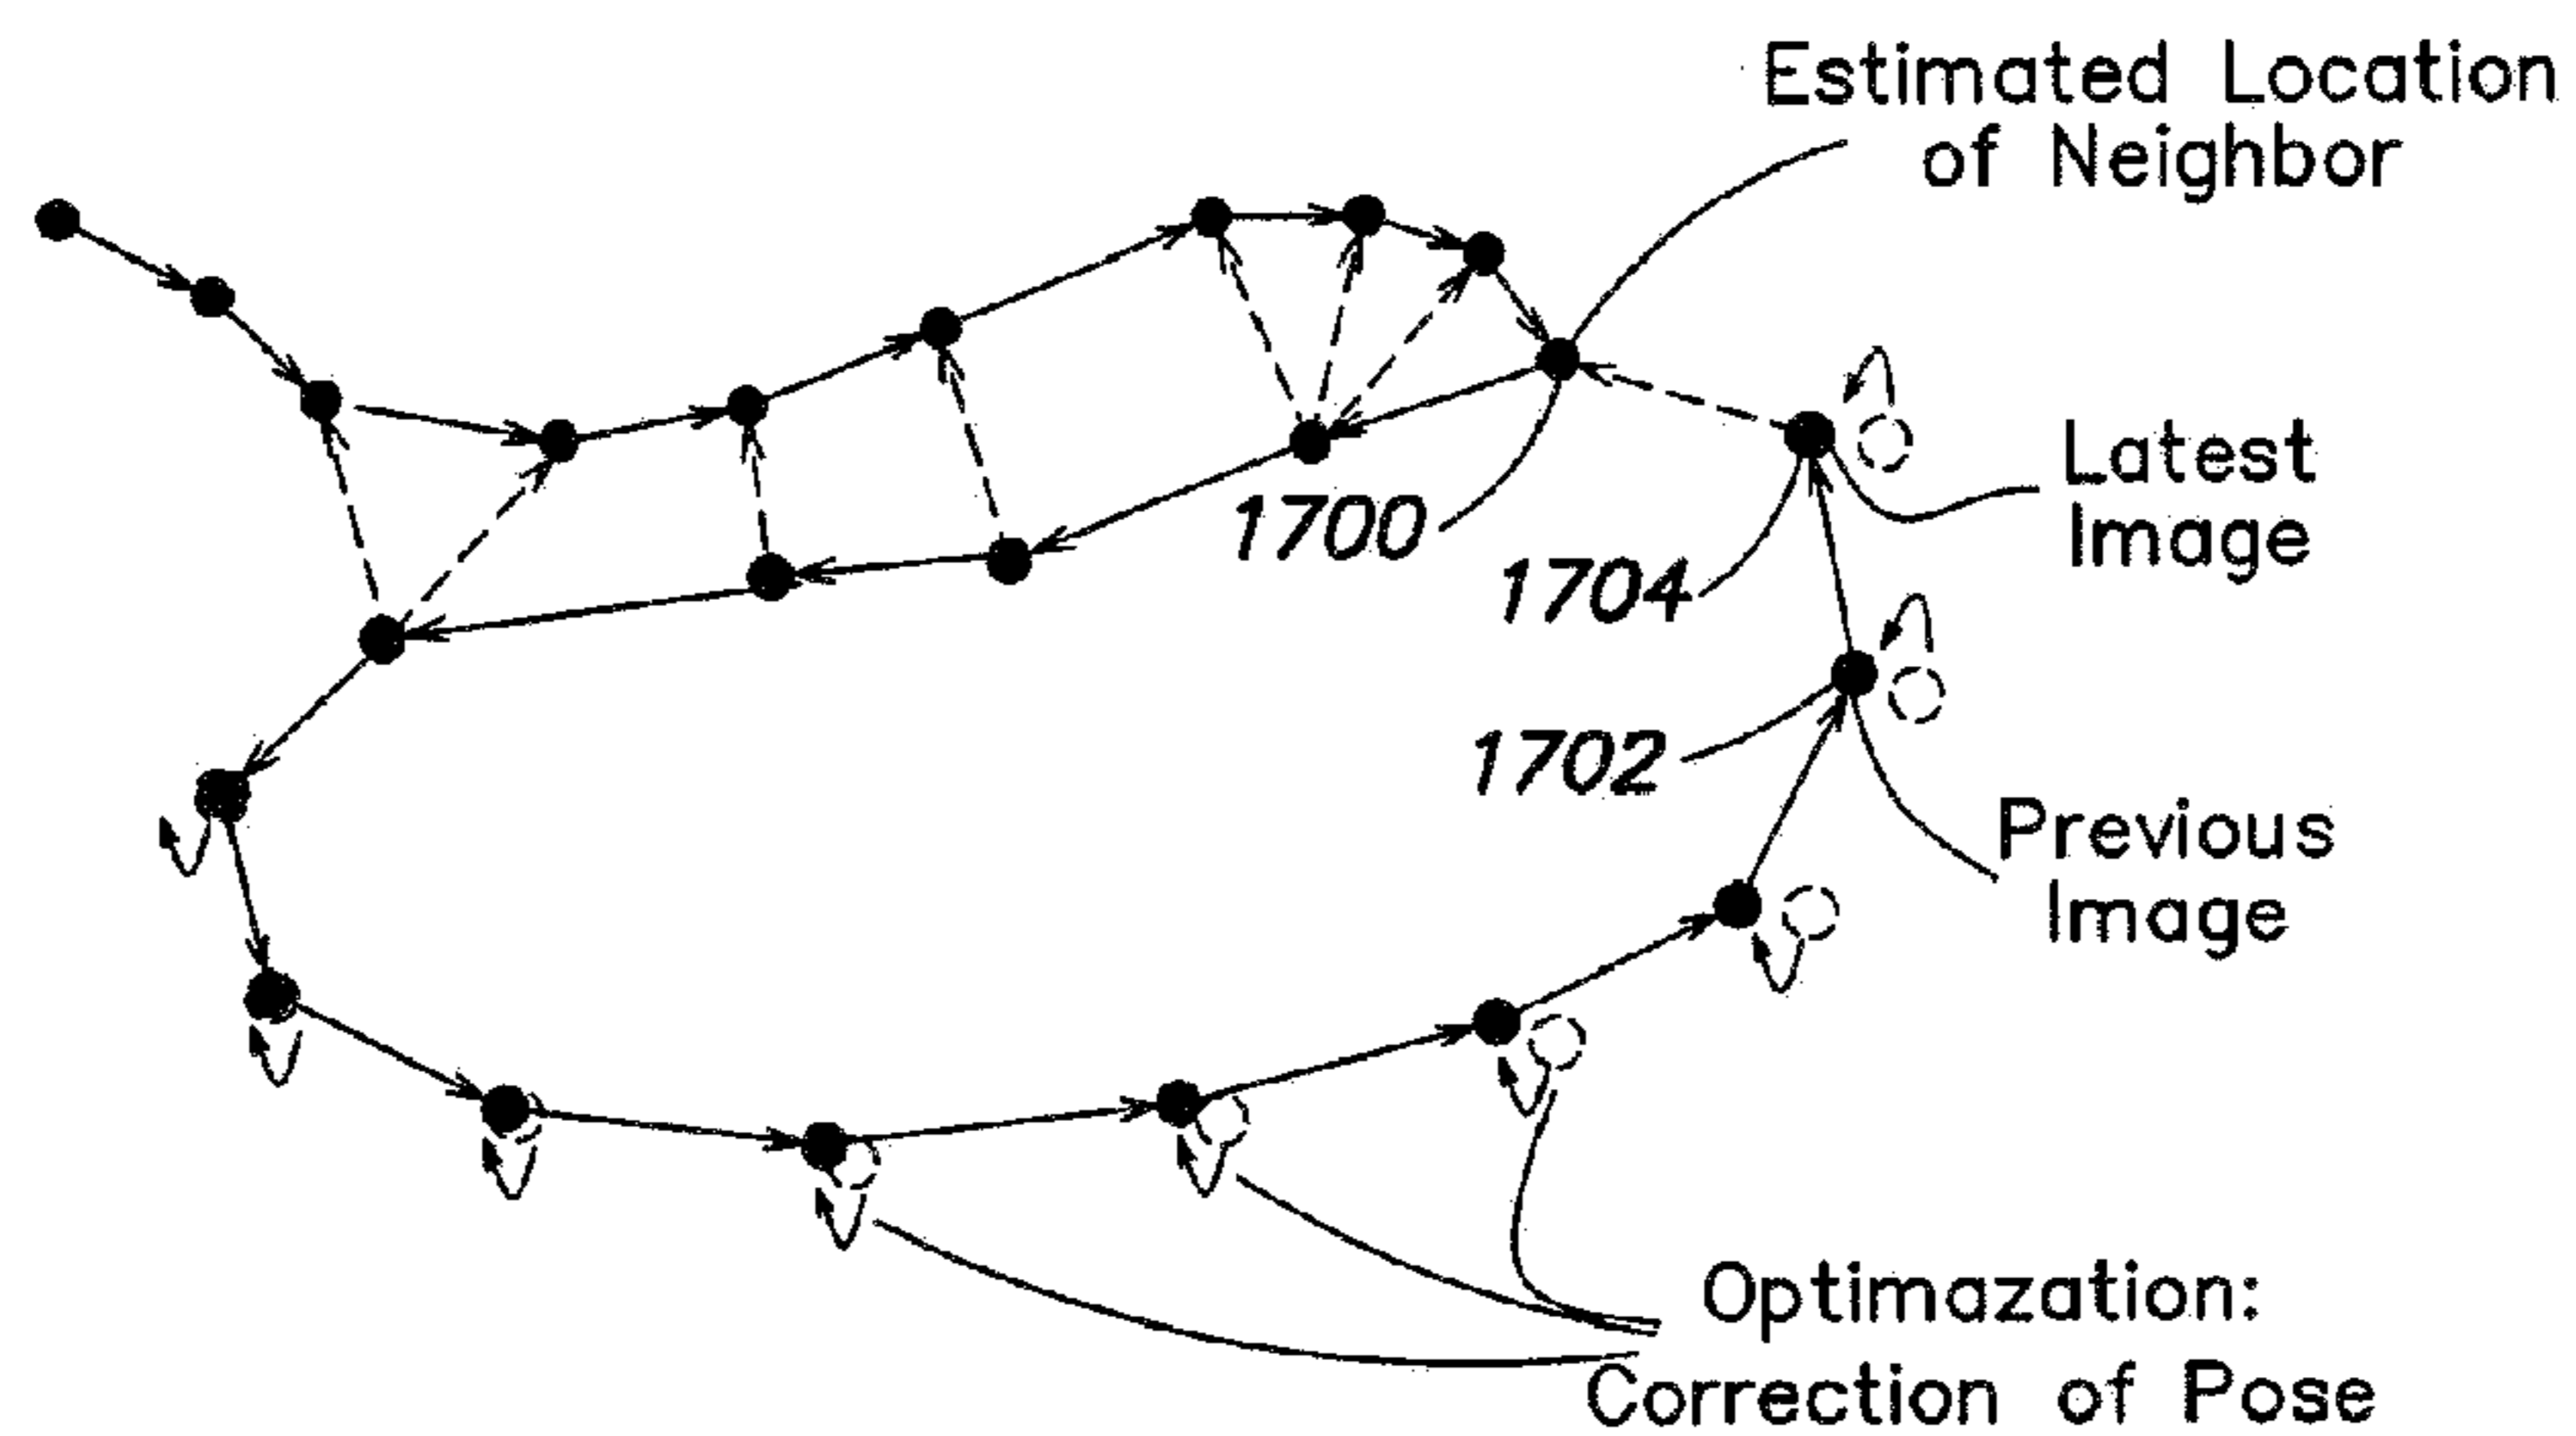 Estimated Location
of Neighbor
1700
1704
Latest
Image
1702
Previous
Image
Optimazation:
Correction of Pose